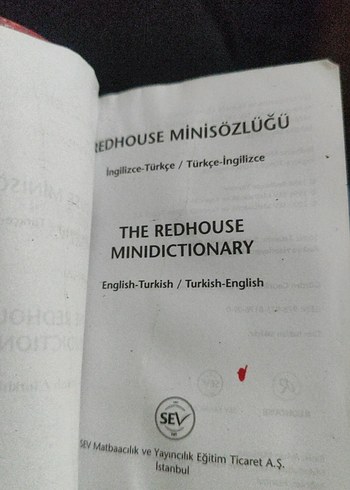 REDHOUSE MİNİSÖZLÜĞÜ
İngilizce-Türkçe / Türkçe-İngilizce
THE REDHOUSE
MINIDICTIONARY
English-Turkish / Turkish-English
SEV
SEV Matbaacılık ve Yayıncılık Eğitim Ticaret A.Ş.
İstanbul